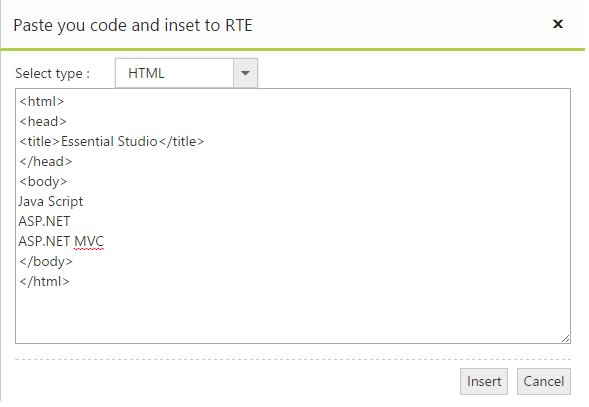 Paste you code and inset to RTE
Select type : HTML
<html>
<head>
<title>Essential Studio</title>
</head>
<body>
Java Script
ASP.NET
ASP.NET MVC
</body>
</html>
Insert Cancel